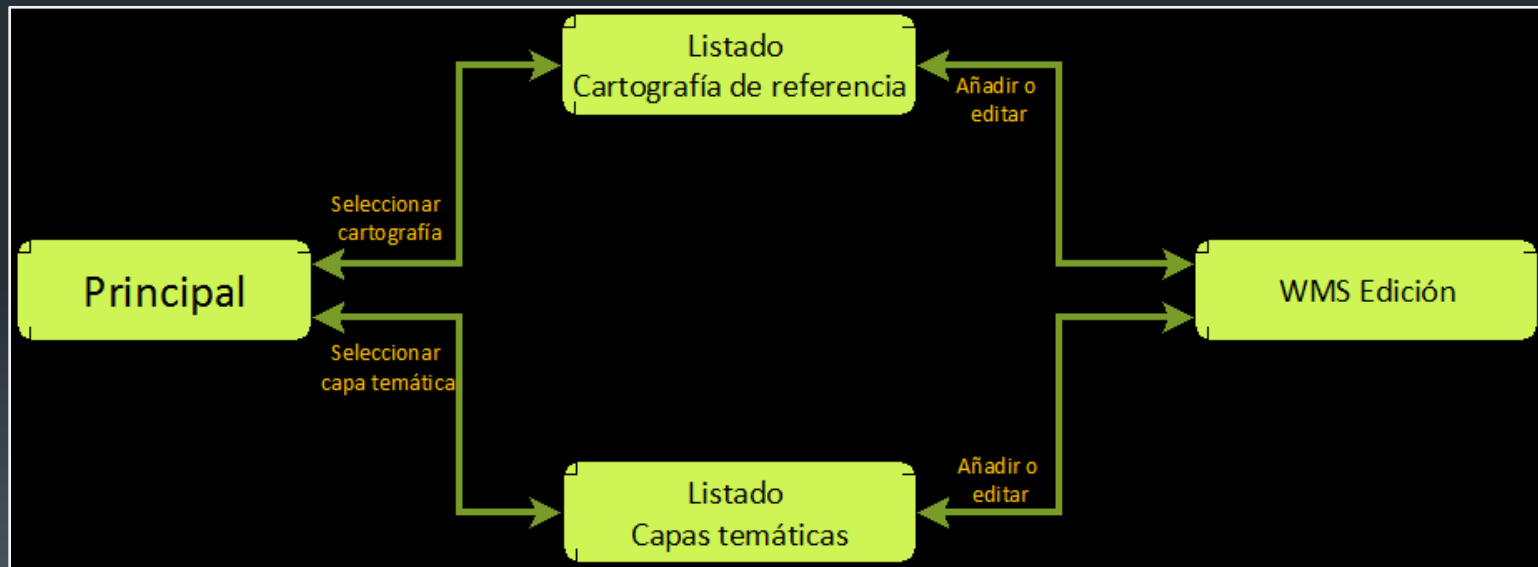 Listado
Cartografía de referencia
Añadir o
editar
Seleccionar
cartografía
Principal
WMS Edición
Seleccionar
capa temática
Listado
Capas temáticas
Añadir o
editar